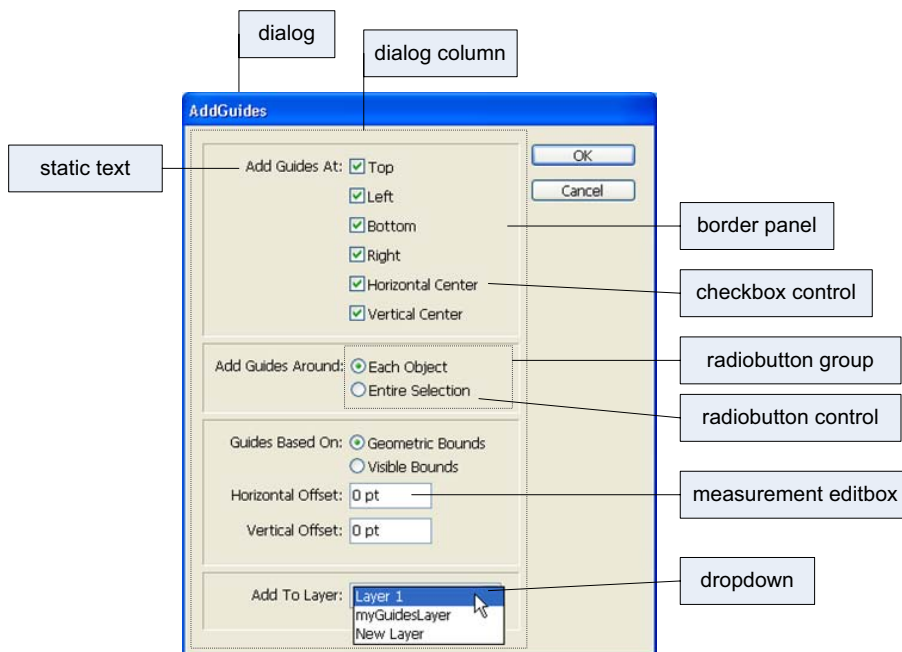 dialog
dialog column
AddGuides
static text
Add Guides At: Top
OK
Left
Cancel
Bottom
border panel
Right
Horizontal Center
checkbox control
Vertical Center
Add Guides Around: Each Object
radiobutton group
Entire Selection
radiobutton control
Guides Based On: Geometric Bounds
Visible Bounds
Horizontal Offset: 0 pt
measurement editbox
Vertical Offset: 0 pt
dropdown
Add To Layer: Layer 1
myGuidesLayer
New Layer